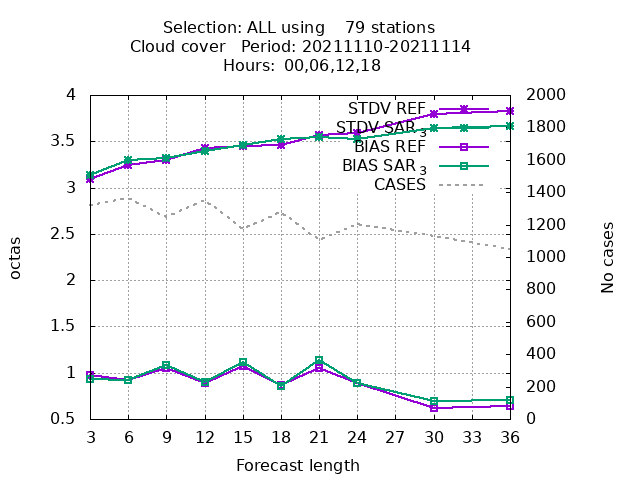 Selection: ALL using 79 stations
Cloud cover Period: 20211110-20211114
Hours: 00,06,12,18
STDV REF
STDV SAR 3
BIAS REF
BIAS SAR 3
CASES
4
3.5
3
2.5
2
1.5
1
0.5
octas
2000
1800
1600
1400
1200
1000
800
600
400
200
0
No cases
3 6 9 12 15 18 21 24 27 30 33 36
Forecast length